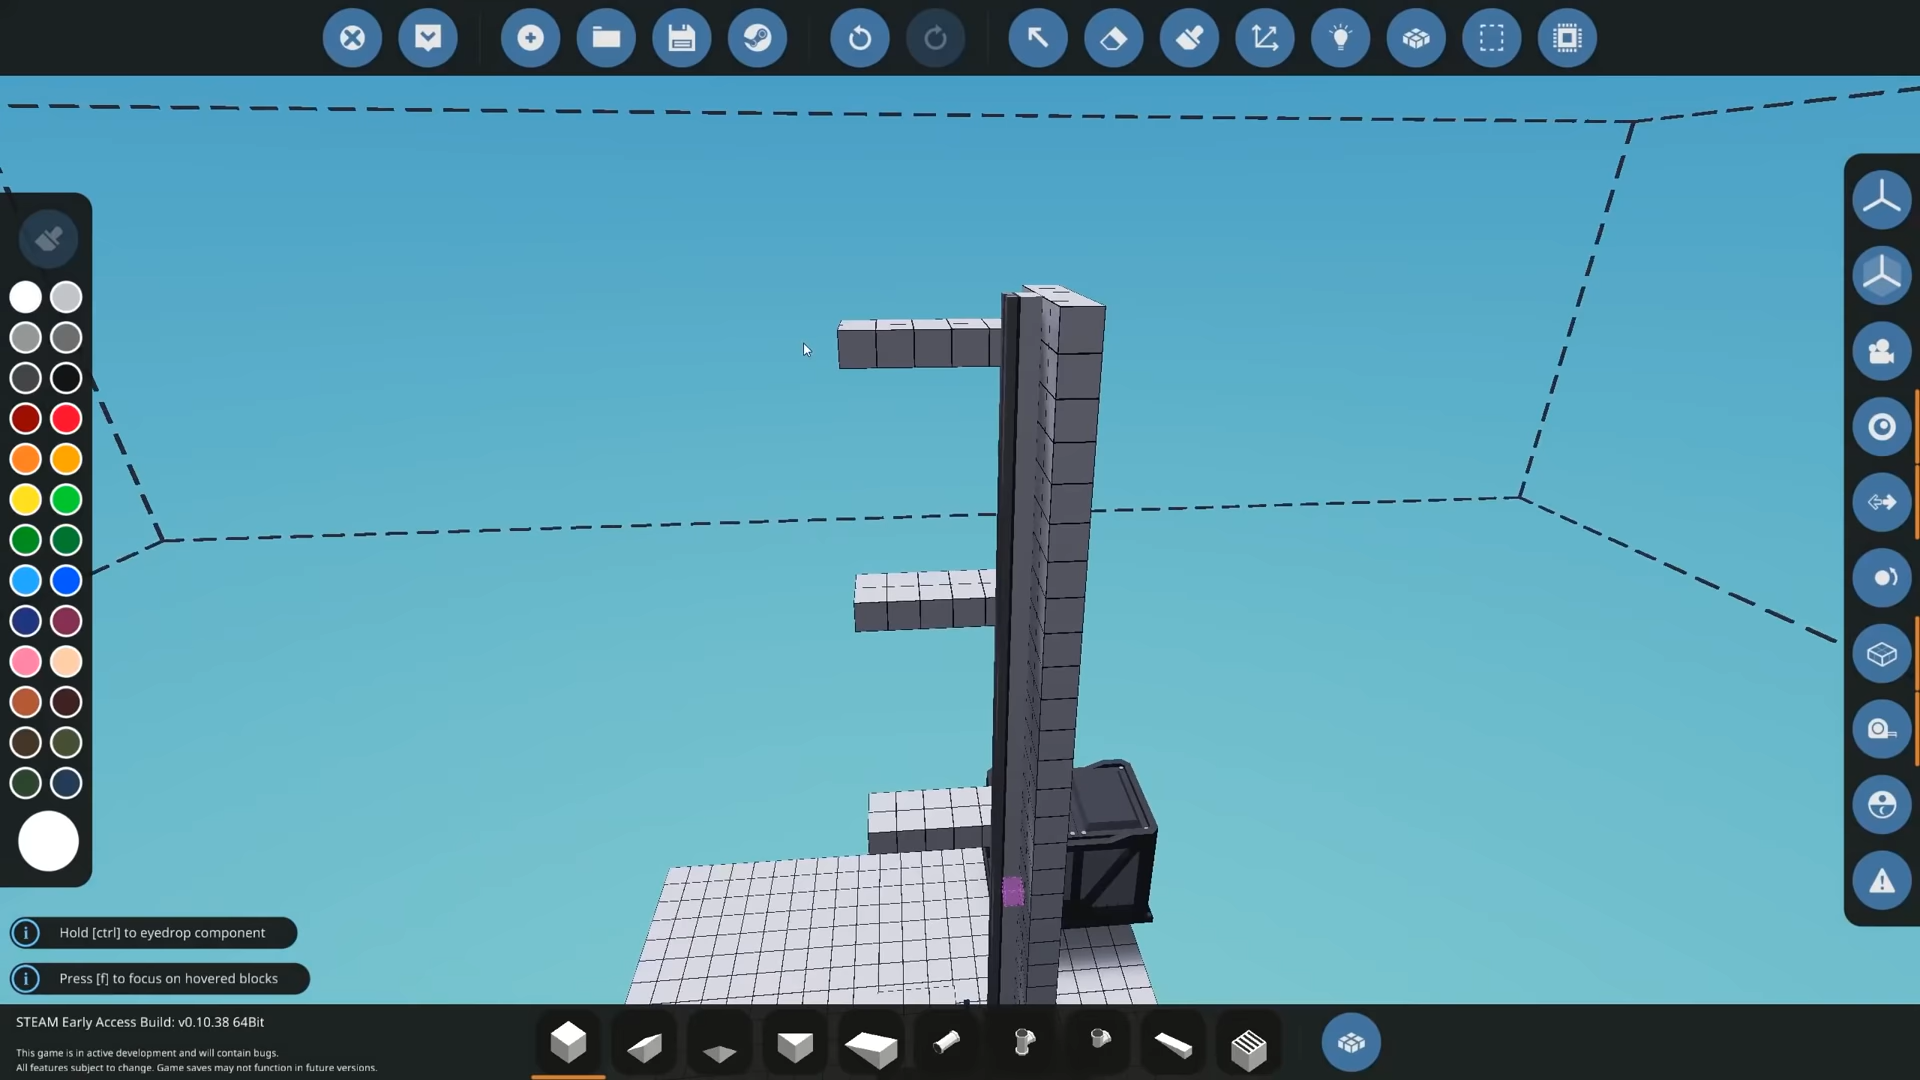 Hold [ctrl] to eyedrop component
Press [f] to focus on hovered blocks
STEAM Early Access Build: v0.10.38 64Bit
This game is in active development and will contain bugs.
All features subject to change. Game saves may not function in future versions.